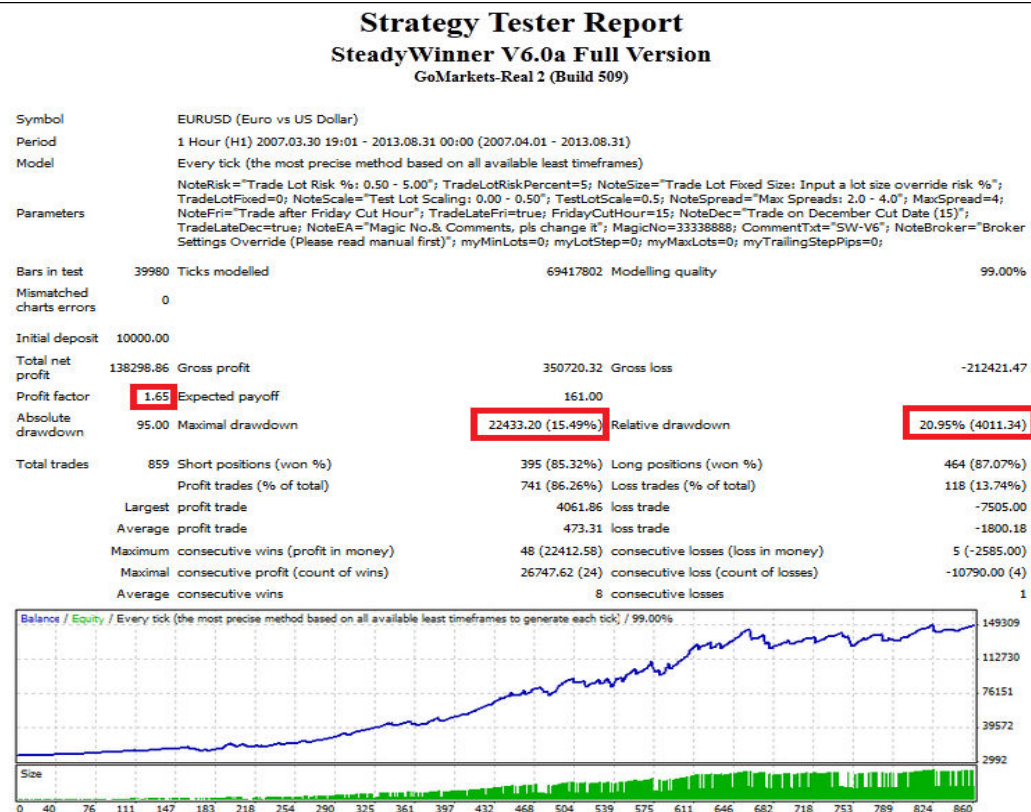 Strategy Tester Report
SteadyWinner V6.0a Full Version
GoMarkets-Real 2 (Build 509)
Symbol EURUSD (Euro vs US Dollar)
Period 1 Hour (H1) 2007.03.30 19:01 - 2013.08.31 00:00 (2007.04.01 - 2013.08.31)
Model Every tick (the most precise method based on all available least timeframes)
Parameters NoteRisk="Trade Lot Risk %: 0.50 - 5.00"; TradeLotRiskPercent=5; NoteSize="Trade Lot Fixed Size: Input a lot size override risk %";
TradeLotFixed=0; NoteScale="Test Lot Scaling: 0.00 - 0.50"; TestLotScale=0.5; NoteSpread="Max Spreads: 2.0 - 4.0"; MaxSpread=4;
NoteFri="Trade after Friday Cut Hour"; TradeLateFri=true; FridayCutHour=15; NoteDec="Trade on December Cut Date (15)";
TradeLateDec=true; NoteEA="Magic No.& Comments, pls change it"; MagicNo=33338888; CommentTxt="SW-V6"; NoteBroker="Broker
Settings Override (Please read manual first)"; myMinLots=0; myLotStep=0; myMaxLots=0; myTrailingStepPips=0;
Bars in test 39980 Ticks modelled 69417802 Modelling quality 99.00%
Mismatched
charts errors 0
Initial deposit 10000.00
Total net
profit 138298.86 Gross profit 350720.32 Gross loss -212421.47
Profit factor 1.65 Expected payoff 161.00
Absolute
drawdown 95.00 Maximal drawdown 22433.20 (15.49%) Relative drawdown 20.95% (4011.34)
Total trades 859 Short positions (won %) 395 (85.32%) Long positions (won %) 464 (87.07%)
Profit trades (% of total) 741 (86.26%) Loss trades (% of total) 118 (13.74%)
Largest profit trade 4061.86 loss trade -7505.00
Average profit trade 473.31 loss trade -1800.18
Maximum consecutive wins (profit in money) 48 (22412.58) consecutive losses (loss in money) 5 (-2585.00)
Maximal consecutive profit (count of wins) 26747.62 (24) consecutive loss (count of losses) -10790.00 (4)
Average consecutive wins 8 consecutive losses 1
Balance / Equity / Every tick (the most precise method based on all available least timeframes to generate each tick) / 99.00%
149309
112730
76151
39572
2992
Size
0 40 76 111 147 183 218 254 290 325 361 397 432 468 504 539 575 611 646 682 718 753 789 824 860